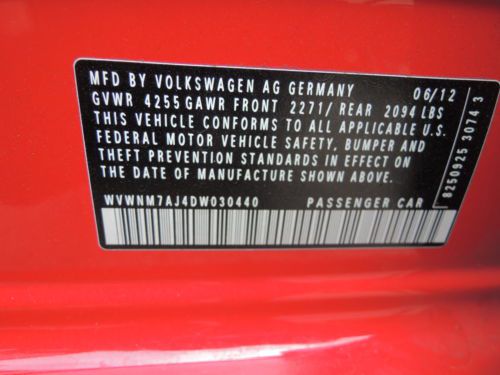 MFD BY VOLKSWAGEN AG GERMANY 06/12
GVWR 4255 GAWR FRONT 2271/ REAR 2094 LBS
THIS VEHICLE CONFORMS TO ALL APPLICABLE U.S.
FEDERAL MOTOR VEHICLE SAFETY, BUMPER AND
THEFT PREVENTION STANDARDS IN EFFECT ON
THE DATE OF MANUFACTURE SHOWN ABOVE.
WVWNM7AJ4DW030440 PASSENGER CAR
8250925 3074 3